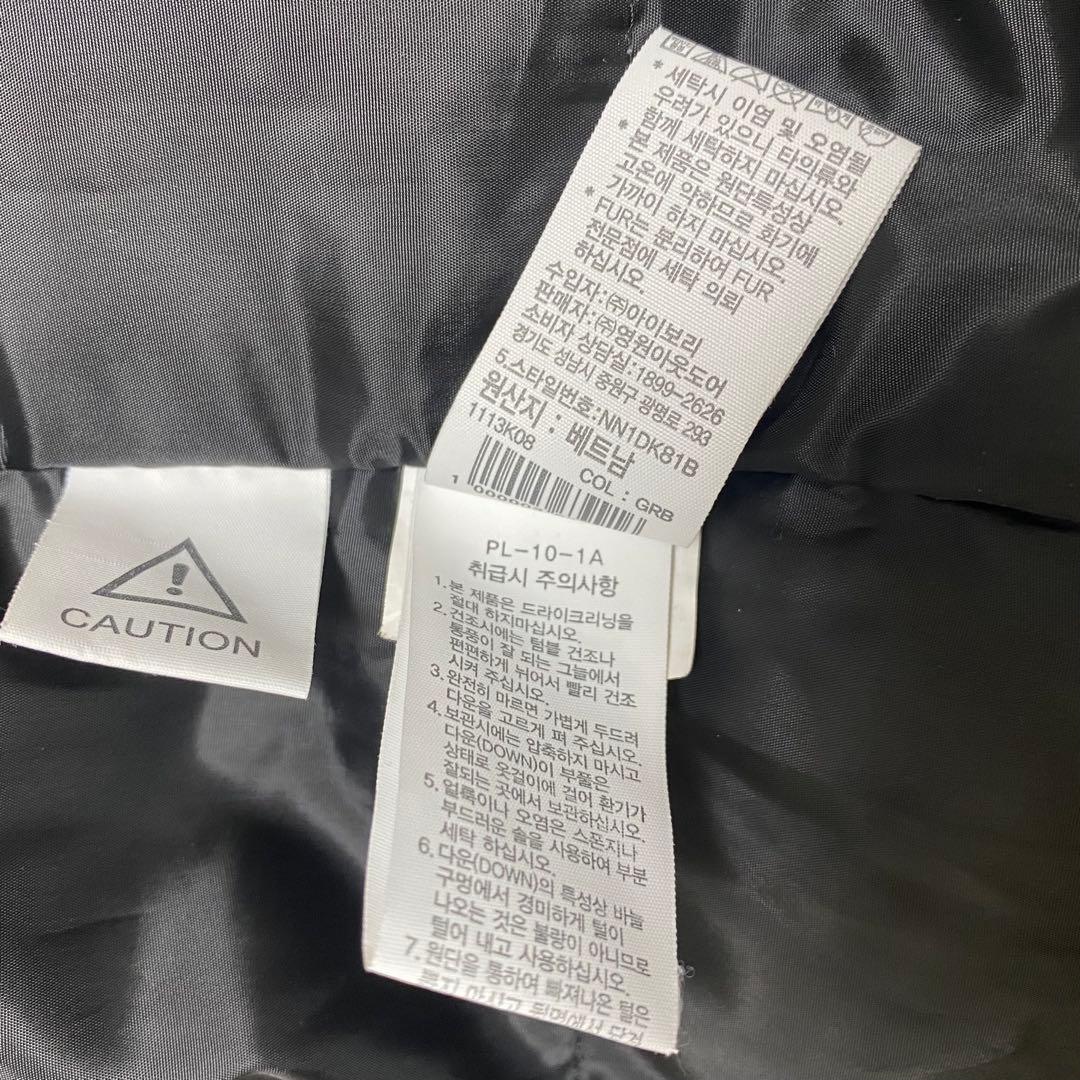 * 세탁시 이염 및 오염될
우려가 있으니 타의류와
함께 세탁하지 마십시오.
* 본 제품은 원단특성상
고온에 약하므로 화기에
가까이 하지 마십시오.
* FUR는 분리하여 FUR
전문점에 세탁 의뢰
하십시오.
수입자:㈜아이보리
판매자:㈜영원아웃도어
소비자 상담실:1899-2626
경기도 성남시 중원구 광명로 293
5.스타일번호:NN1DK81B
원산지 : 베트남
1113K08
COL : GRB
CAUTION
PL-10-1A
취급시 주의사항
1.본 제품은 드라이크리닝을
절대 하지마십시오.
2.건조시에는 텀블 건조나
통풍이 잘 되는 그늘에서
편편하게 뉘어서 빨리 건조
시켜 주십시오.
3.완전히 마르면 가볍게 두드려
다운을 고르게 펴 주십시오.
4.보관시에는 압축하지 마시고
다운(DOWN)이 부풀은
상태로 옷걸이에 걸어 환기가
잘되는 곳에서 보관하십시오.
5.얼룩이나 오염은 스폰지나
부드러운 솔을 사용하여 부분
세탁 하십시오.
6.다운(DOWN)의 특성상 바늘
구멍에서 경미하게 털이
나오는 것은 불량이 아니므로
털어 내고 사용하십시오.
7.원단을 통하여 빠져나온 털은
마시고 뒷면에서